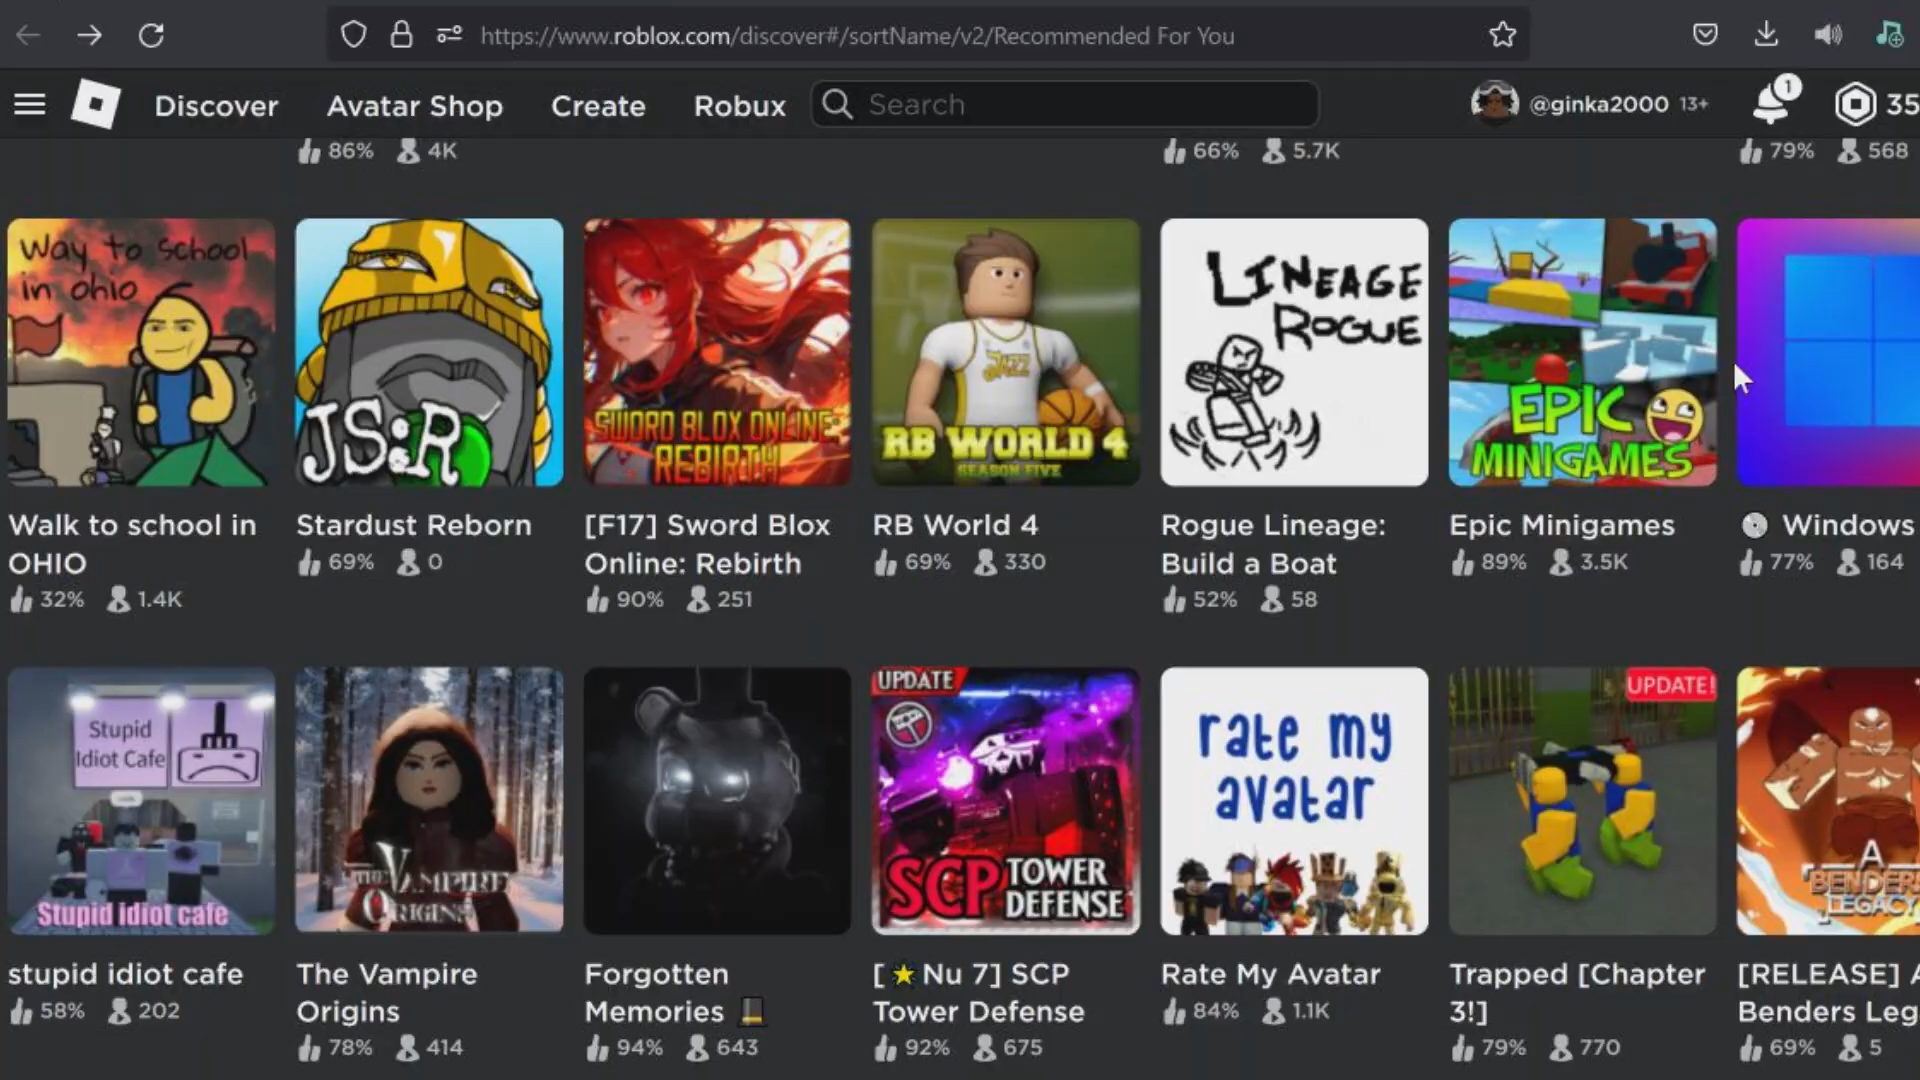 https://www.roblox.com/discover#/sortName/v2/Recommended For You
Discover
Avatar Shop
Create
Robux
Search
@ginka2000 13+
1
35
86% 4K
66% 5.7K
79% 568
Way to school
in ohio
JS:R
SWORD BLOX ONLINE:
REBIRTH
JAZZ
RB WORLD 4
SEASON FIVE
LINEAGE
ROGUE
EPIC
MINIGAMES
Walk to school in
OHIO
32% 1.4K
Stardust Reborn
69% 0
[F17] Sword Blox
Online: Rebirth
90% 251
RB World 4
69% 330
Rogue Lineage:
Build a Boat
52% 58
Epic Minigames
89% 3.5K
💿 Windows
77% 164
Stupid
Idiot Cafe
Stupid idiot cafe
THE VAMPIRE
ORIGINS
UPDATE
SCP TOWER
DEFENSE
rate my
avatar
UPDATE!
A
BENDERS
LEGACY
stupid idiot cafe
58% 202
The Vampire
Origins
78% 414
Forgotten
Memories 🎩
94% 643
[⭐Nu 7] SCP
Tower Defense
92% 675
Rate My Avatar
84% 1.1K
Trapped [Chapter
3!]
79% 770
[RELEASE] A
Benders Leg
69% 5